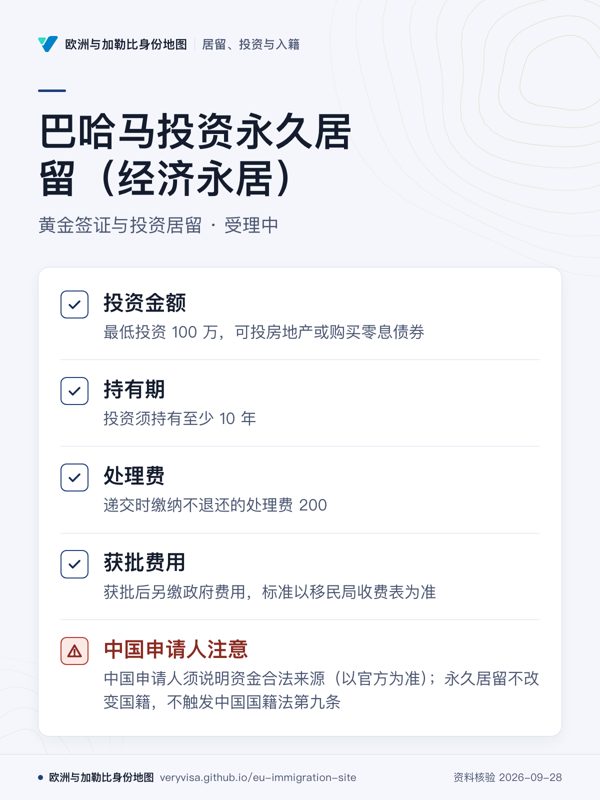 欧洲与加勒比身份地图 居留、投资与入籍
巴哈马投资永久居
留（经济永居）
黄金签证与投资居留 · 受理中
投资金额
最低投资 100 万，可投房地产或购买零息债券
持有期
投资须持有至少 10 年
处理费
递交时缴纳不退还的处理费 200
获批费用
获批后另缴政府费用，标准以移民局收费表为准
中国申请人注意
中国申请人须说明资金合法来源（以官方为准）；永久居留不改
变国籍，不触发中国国籍法第九条
欧洲与加勒比身份地图 veryvisa.github.io/eu-immigration-site 资料核验 2026-09-28